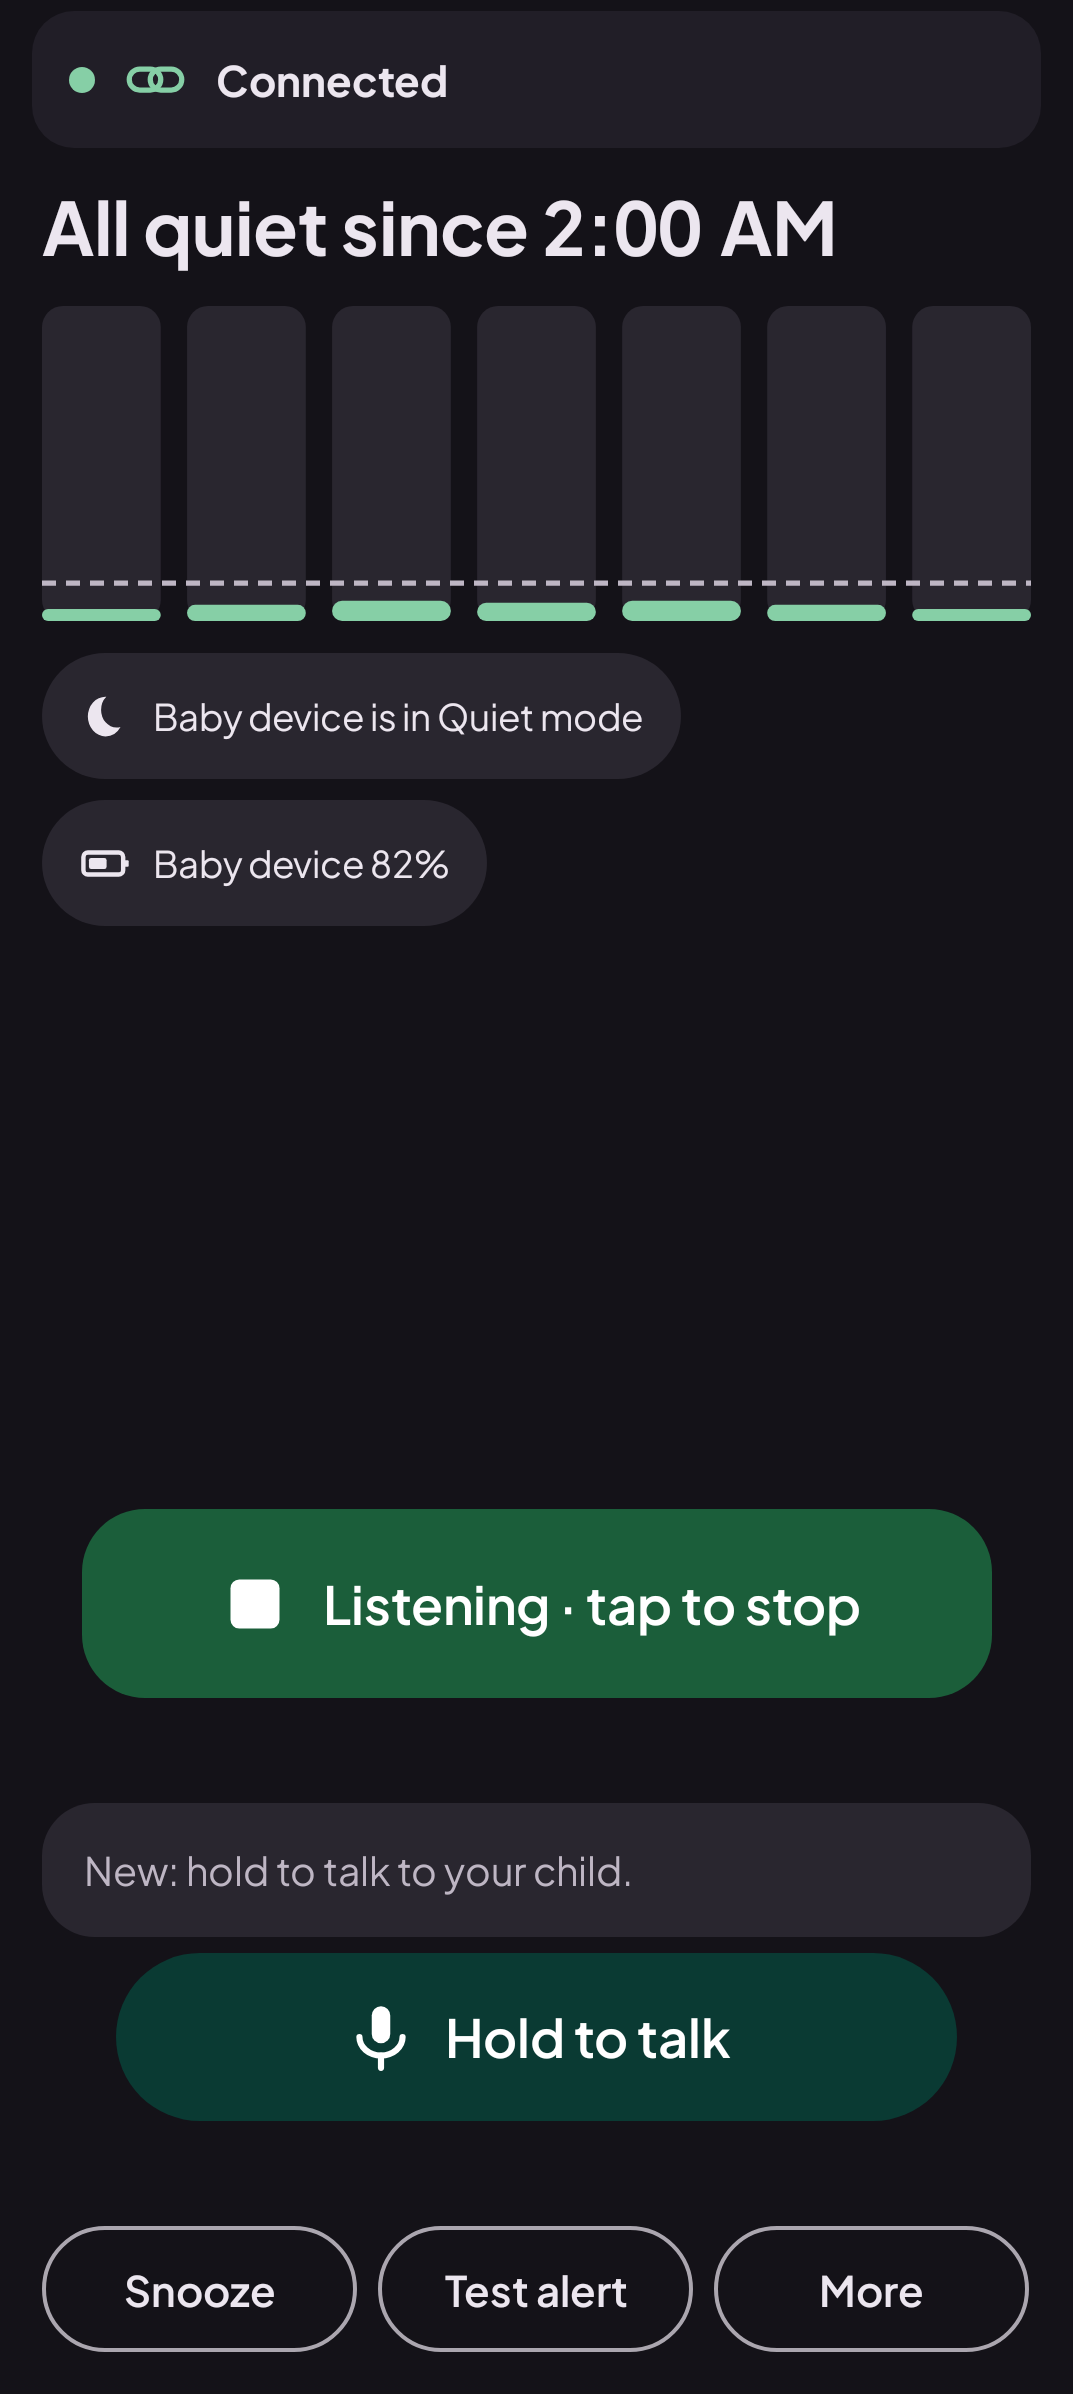 Connected
All quiet since 2:00 AM
Baby device is in Quiet mode
Baby device 82%
Listening · tap to stop
New: hold to talk to your child.
Hold to talk
Snooze
Test alert
More